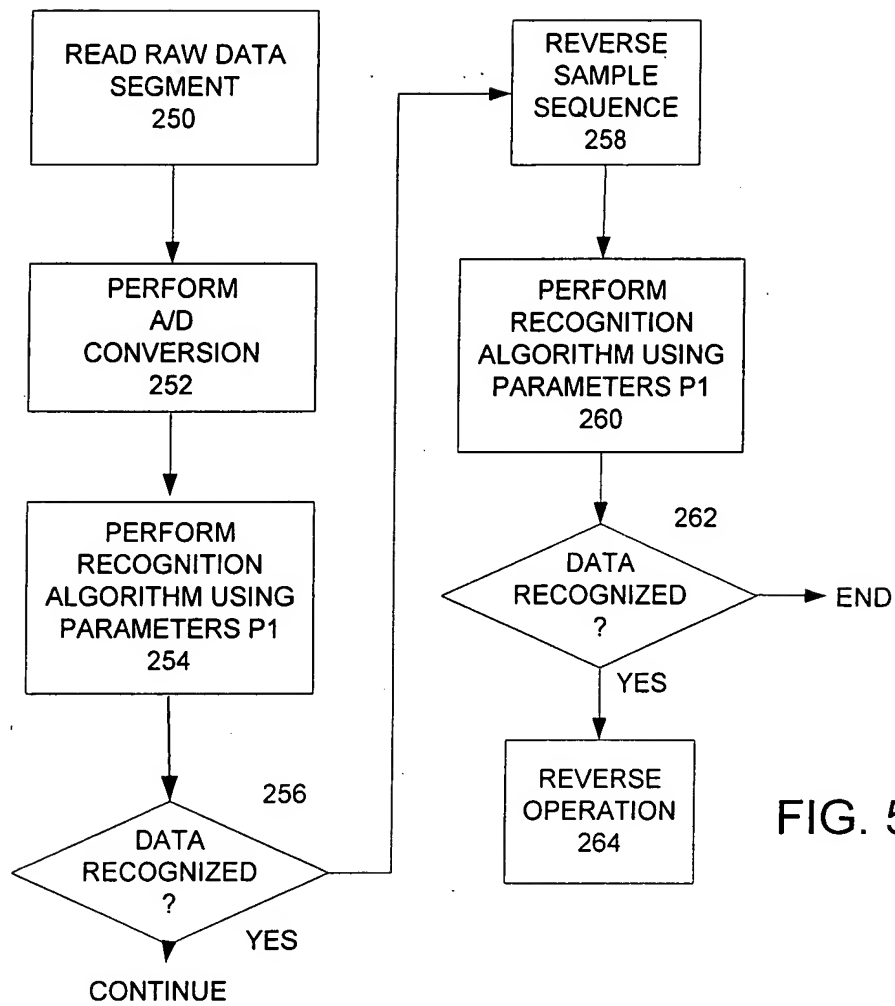 READ RAW DATA
SEGMENT
250
PERFORM
A/D
CONVERSION
252
PERFORM
RECOGNITION
ALGORITHM USING
PARAMETERS P1
254
256
DATA
RECOGNIZED
?
YES
CONTINUE
REVERSE
SAMPLE
SEQUENCE
258
PERFORM
RECOGNITION
ALGORITHM USING
PARAMETERS P1
260
262
DATA
RECOGNIZED
?
END
YES
REVERSE
OPERATION
264
FIG. 5